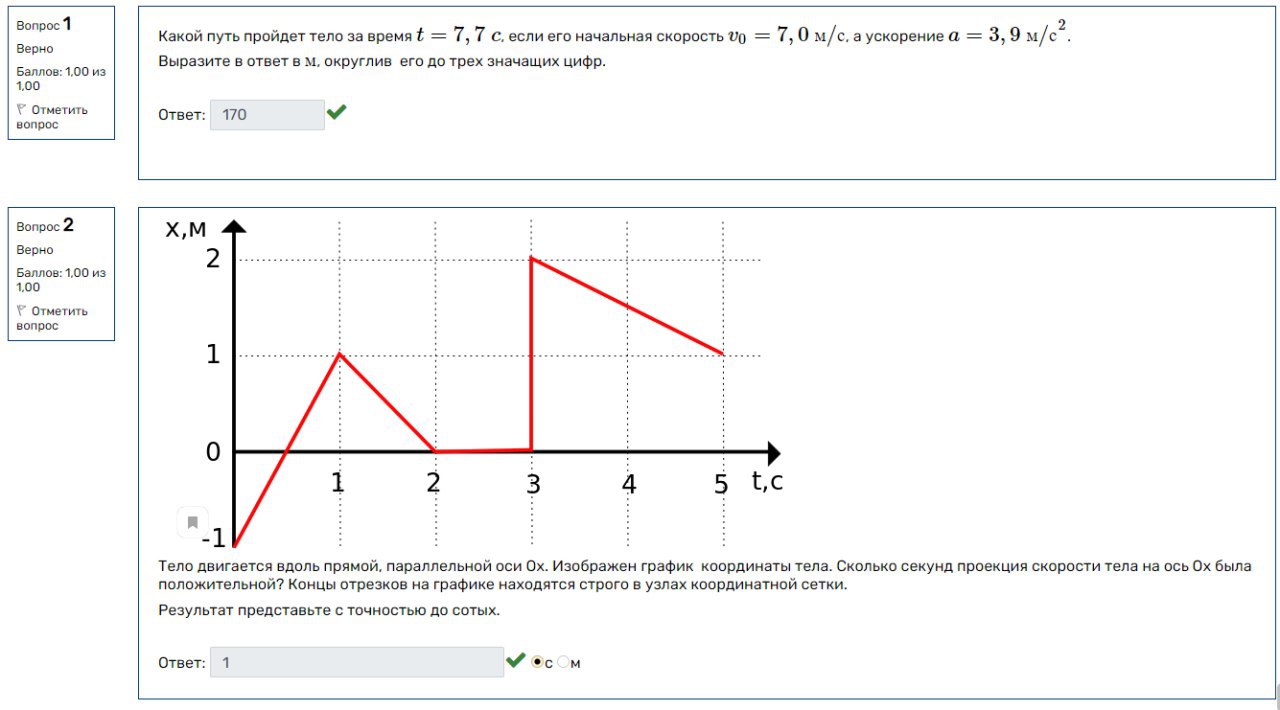 Вопрос 1
Верно
Баллов: 1,00 из
1,00
Отметить
вопрос
Какой путь пройдет тело за время t = 7,7 c, если его начальная скорость v₀ = 7,0 м/с, а ускорение a = 3,9 м/с².
Выразите в ответ в м, округлив его до трех значащих цифр.
Ответ: 170
Вопрос 2
Верно
Баллов: 1,00 из
1,00
Отметить
вопрос
х,м
2
1
0
-1
1 2 3 4 5 t,c
Тело двигается вдоль прямой, параллельной оси Ох. Изображен график координаты тела. Сколько секунд проекция скорости тела на ось Ох была
положительной? Концы отрезков на графике находятся строго в узлах координатной сетки.
Результат представьте с точностью до сотых.
Ответ: 1 с м